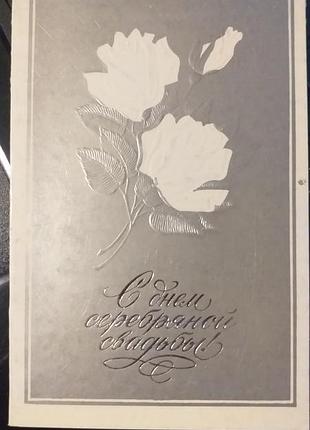 С днем
серебряной
свадьбы!